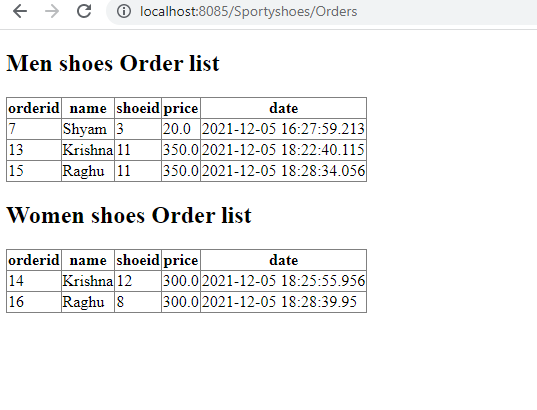 localhost:8085/Sportyshoes/Orders
Men shoes Order list
orderid name shoeid price date
7 Shyam 3 20.0 2021-12-05 16:27:59.213
13 Krishna 11 350.0 2021-12-05 18:22:40.115
15 Raghu 11 350.0 2021-12-05 18:28:34.056
Women shoes Order list
orderid name shoeid price date
14 Krishna 12 300.0 2021-12-05 18:25:55.956
16 Raghu 8 300.0 2021-12-05 18:28:39.95